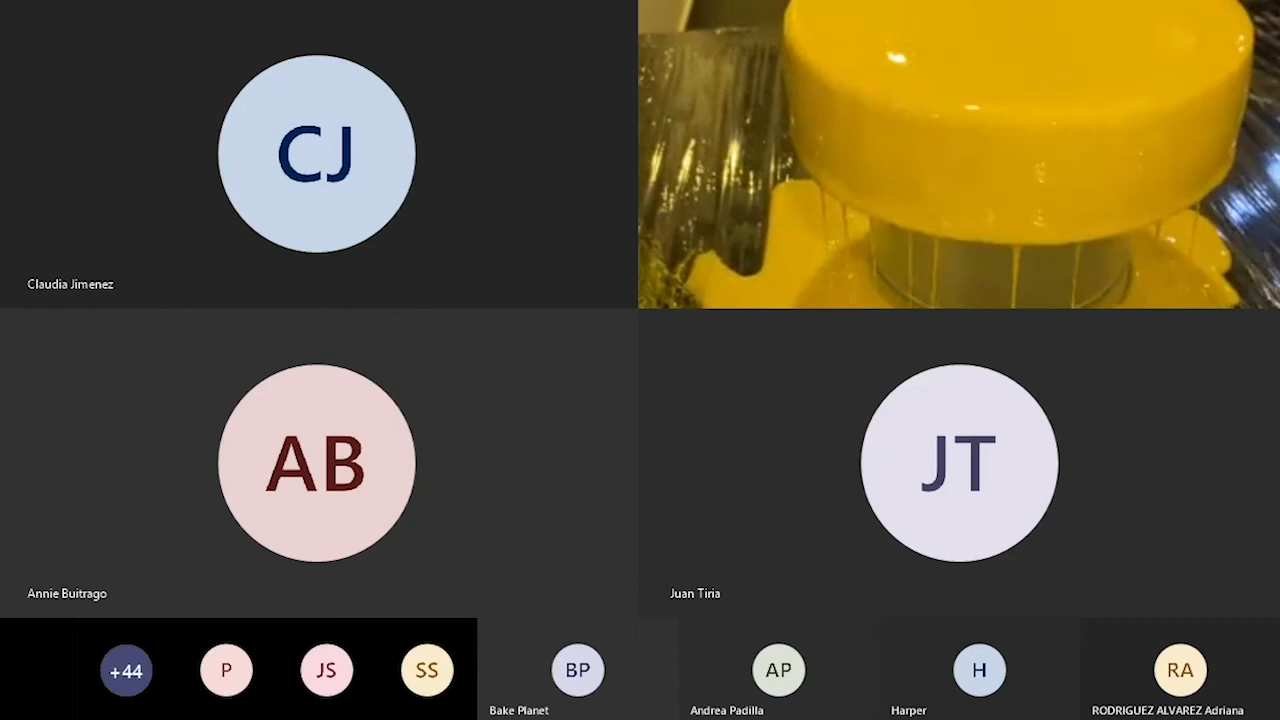 CJ
Claudia Jimenez
AB
Annie Buitrago
JT
Juan Tiria
+44
P
JS
SS
BP
Bake Planet
AP
Andrea Padilla
H
Harper
RA
RODRIGUEZ ALVAREZ Adriana